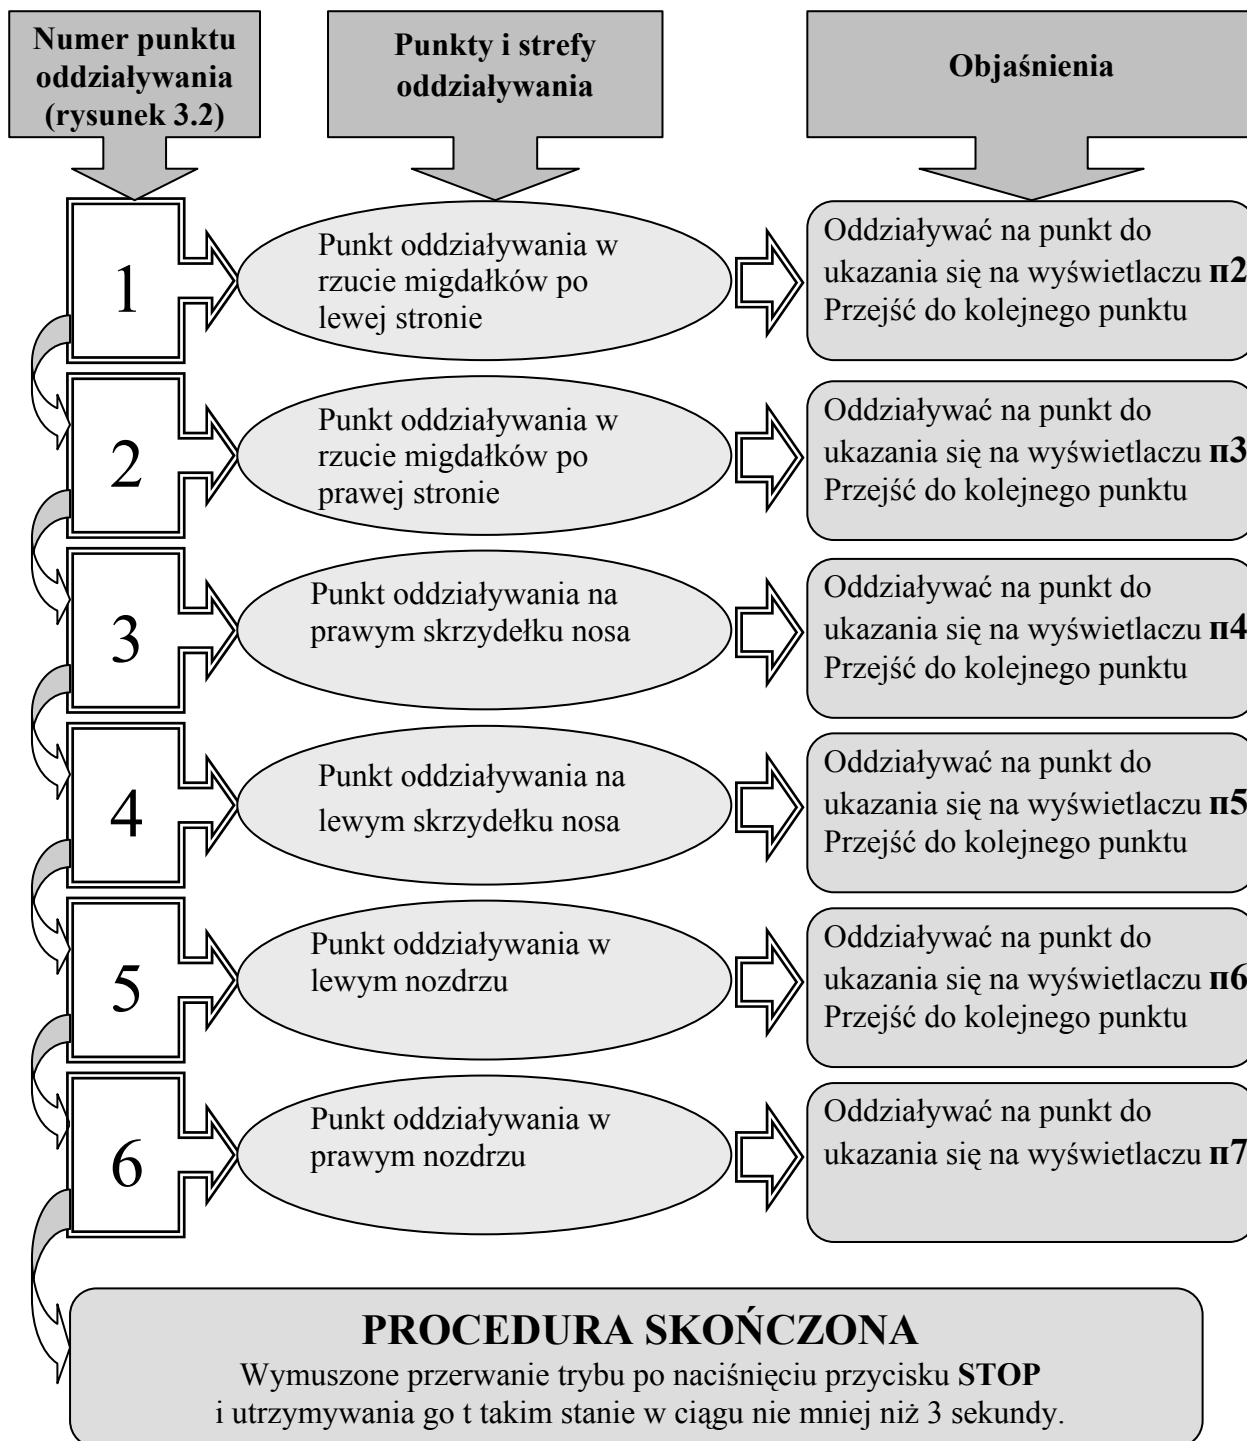 Numer punktu
oddziaływania
(rysunek 3.2)
Punkty i strefy
oddziaływania
Objaśnienia
1
Punkt oddziaływania w
rzucie migdałków po
lewej stronie
Oddziaływać na punkt do
ukazania się na wyświetlaczu п2
Przejść do kolejnego punktu
2
Punkt oddziaływania w
rzucie migdałków po
prawej stronie
Oddziaływać na punkt do
ukazania się na wyświetlaczu п3
Przejść do kolejnego punktu
3
Punkt oddziaływania na
prawym skrzydełku nosa
Oddziaływać na punkt do
ukazania się na wyświetlaczu п4
Przejść do kolejnego punktu
4
Punkt oddziaływania na
lewym skrzydełku nosa
Oddziaływać na punkt do
ukazania się na wyświetlaczu п5
Przejść do kolejnego punktu
5
Punkt oddziaływania w
lewym nozdrzu
Oddziaływać na punkt do
ukazania się na wyświetlaczu п6
Przejść do kolejnego punktu
6
Punkt oddziaływania w
prawym nozdrzu
Oddziaływać na punkt do
ukazania się na wyświetlaczu п7
PROCEDURA SKOŃCZONA
Wymuszone przerwanie trybu po naciśnięciu przycisku STOP
i utrzymywania go t takim stanie w ciągu nie mniej niż 3 sekundy.